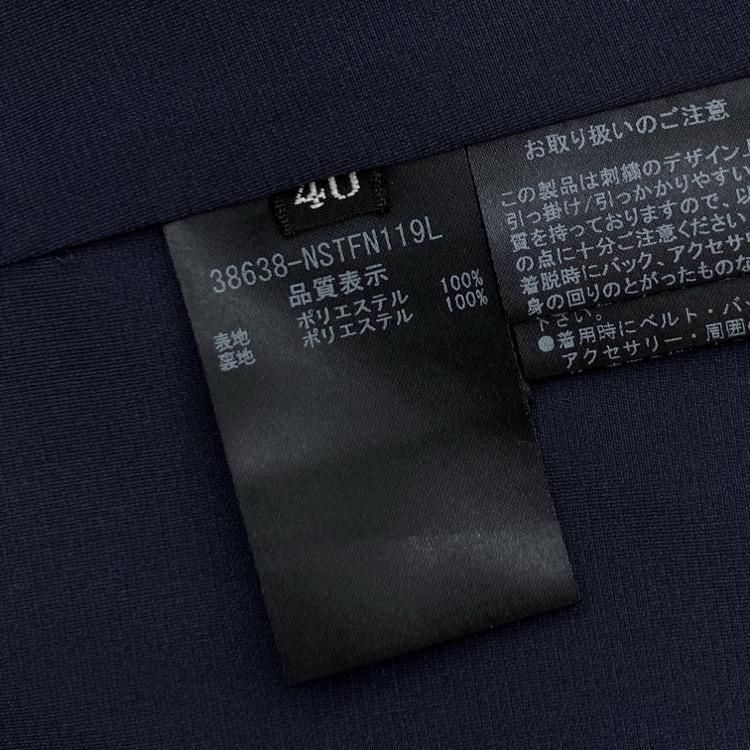 40
38638-NSTFN119L
品質表示
表地 ポリエステル 100%
裏地 ポリエステル 100%
お取り扱いのご注意
この製品は刺繍のデザイン上
引っ掛け/引っかかりやすい
質を持っておりますので、以
の点に十分ご注意ください
着脱時にバック、アクセサ
身の回りのとがったものな
下さい。
●着用時にベルト・バ
アクセサリー・周囲